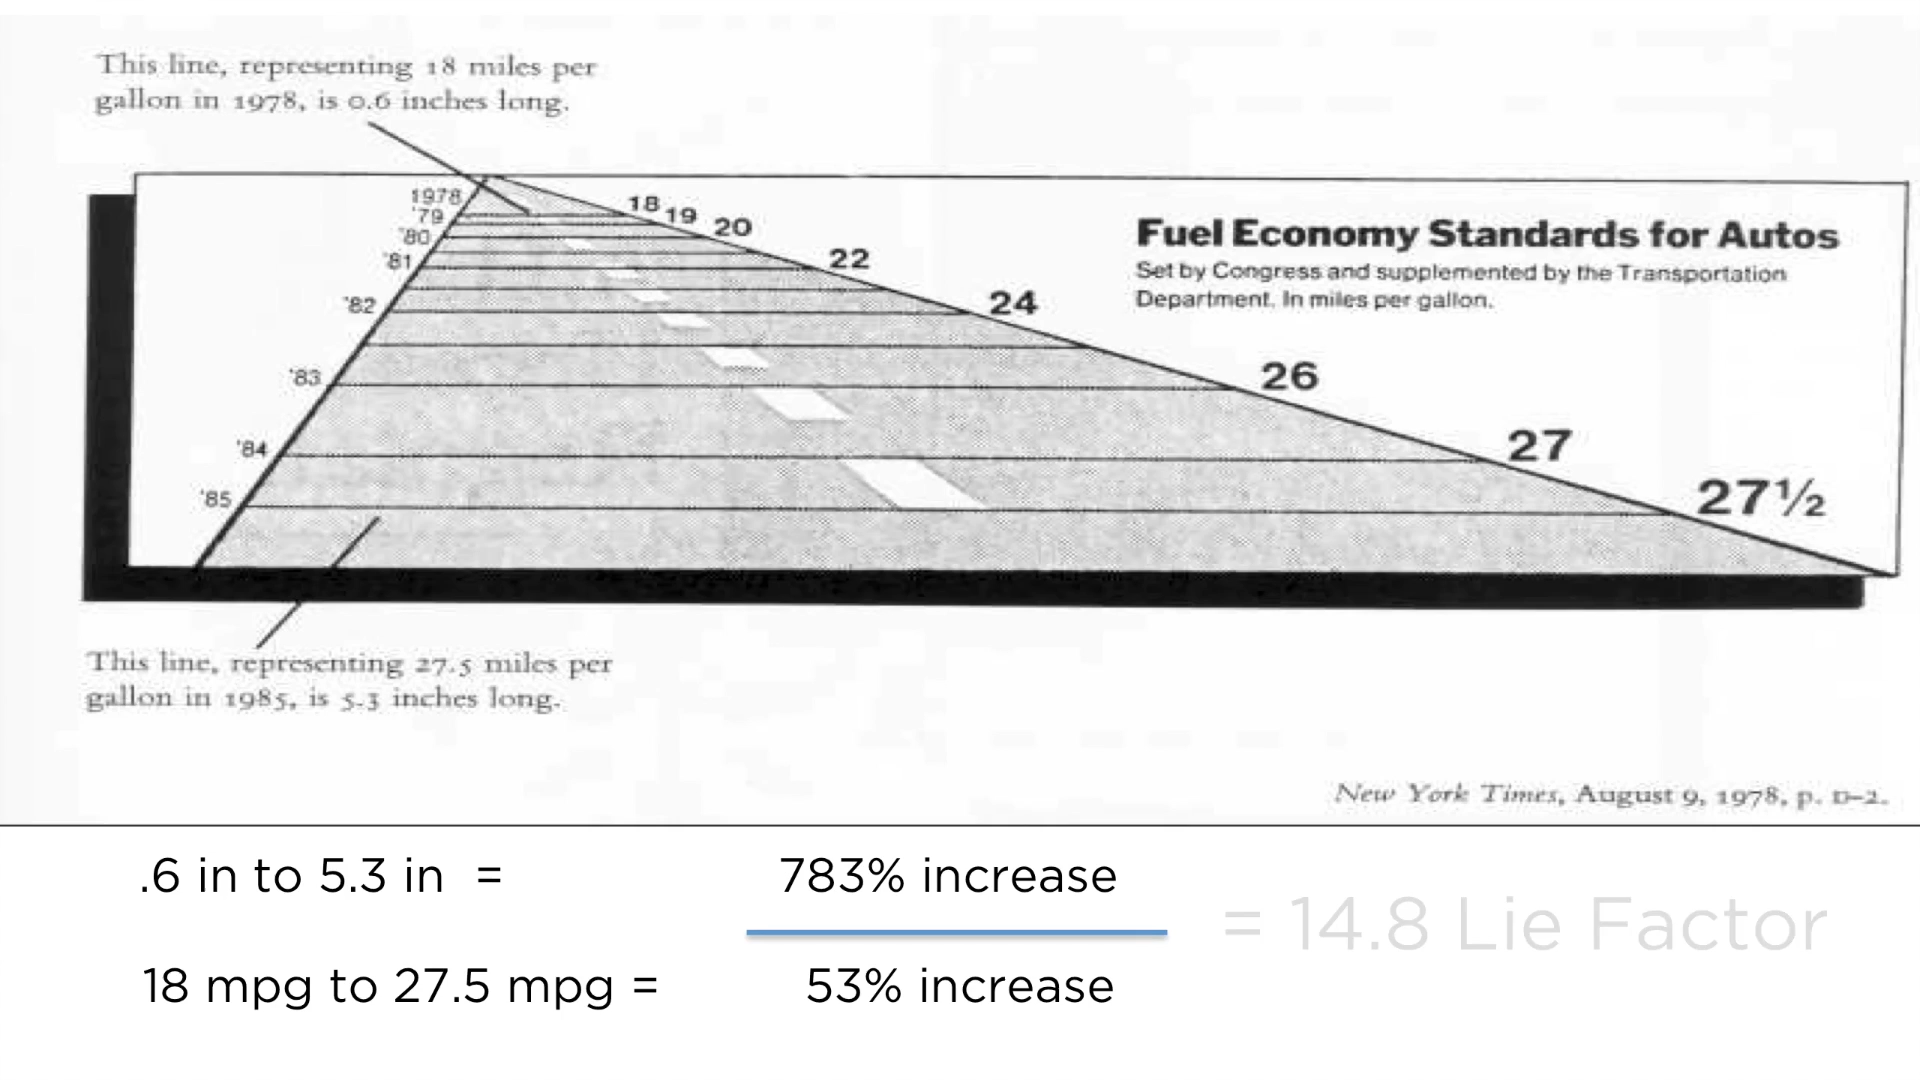 This line, representing 18 miles per
gallon in 1978, is 0.6 inches long.
1978
'79
'80
'81
'82
'83
'84
'85
18
19
20
22
24
26
27
27½
Fuel Economy Standards for Autos
Set by Congress and supplemented by the Transportation
Department. In miles per gallon.
This line, representing 27.5 miles per
gallon in 1985, is 5.3 inches long.
New York Times, August 9, 1978, p. D–2.
.6 in to 5.3 in =
783% increase
= 14.8 Lie Factor
18 mpg to 27.5 mpg =
53% increase